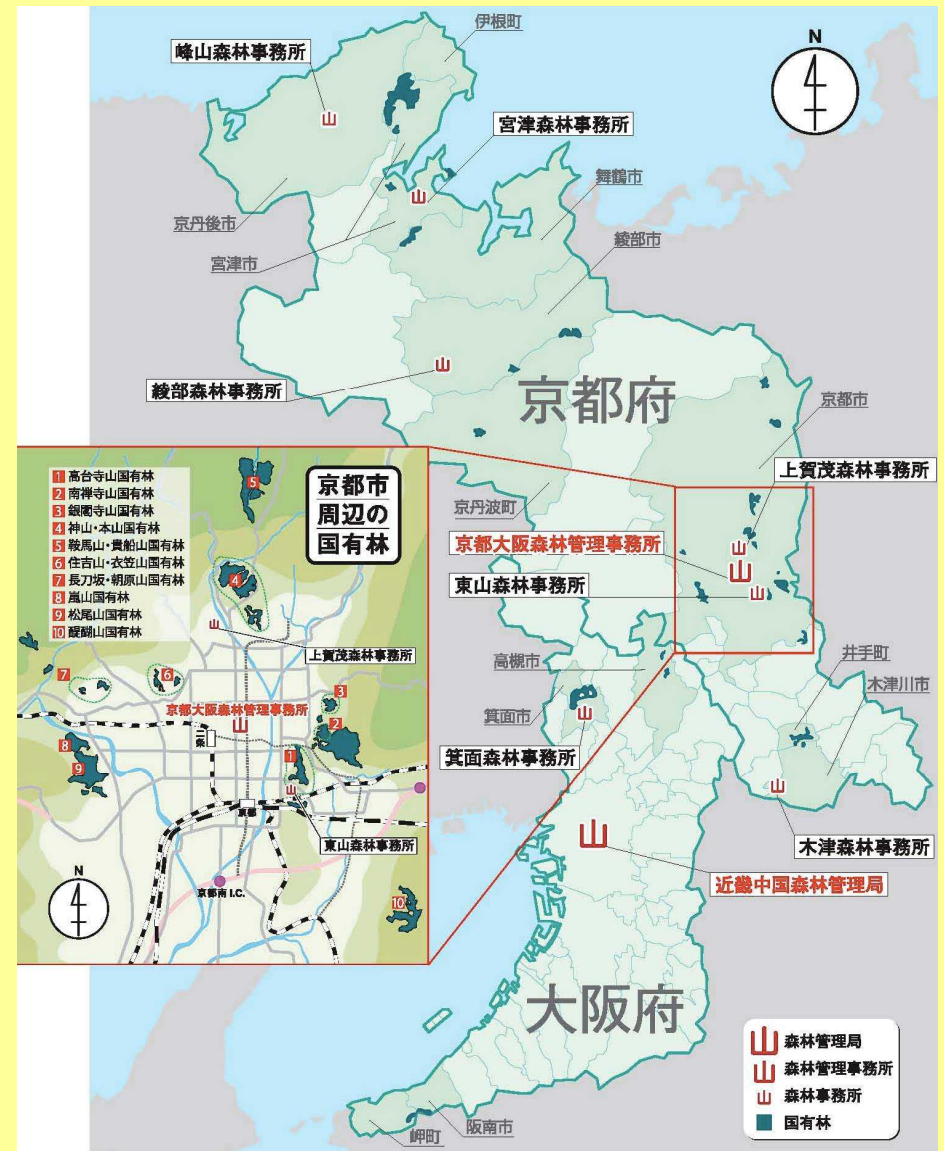 伊根町
峰山森林事務所
N
宮津森林事務所
舞鶴市
京丹後市
綾部市
宮津市
綾部森林事務所
京都府
京都市
上賀茂森林事務所
京丹波町
京都大阪森林管理事務所
東山森林事務所
高槻市
井手町
木津川市
箕面市
箕面森林事務所
木津森林事務所
近畿中国森林管理局
大阪府
阪南市
岬町
森林管理局
森林管理事務所
森林事務所
国有林
京都市
周辺の
国有林
1 高台寺山国有林
2 南禅寺山国有林
3 銀閣寺山国有林
4 神山・本山国有林
5 鞍馬山・貴船山国有林
6 住吉山・衣笠山国有林
7 長刀坂・朝原山国有林
8 嵐山国有林
9 松尾山国有林
10 醍醐山国有林
5
4
上賀茂森林事務所
7
6
3
京都大阪森林管理事務所
2
二条
8
9
1
京都
東山森林事務所
京都南I.C.
N
10